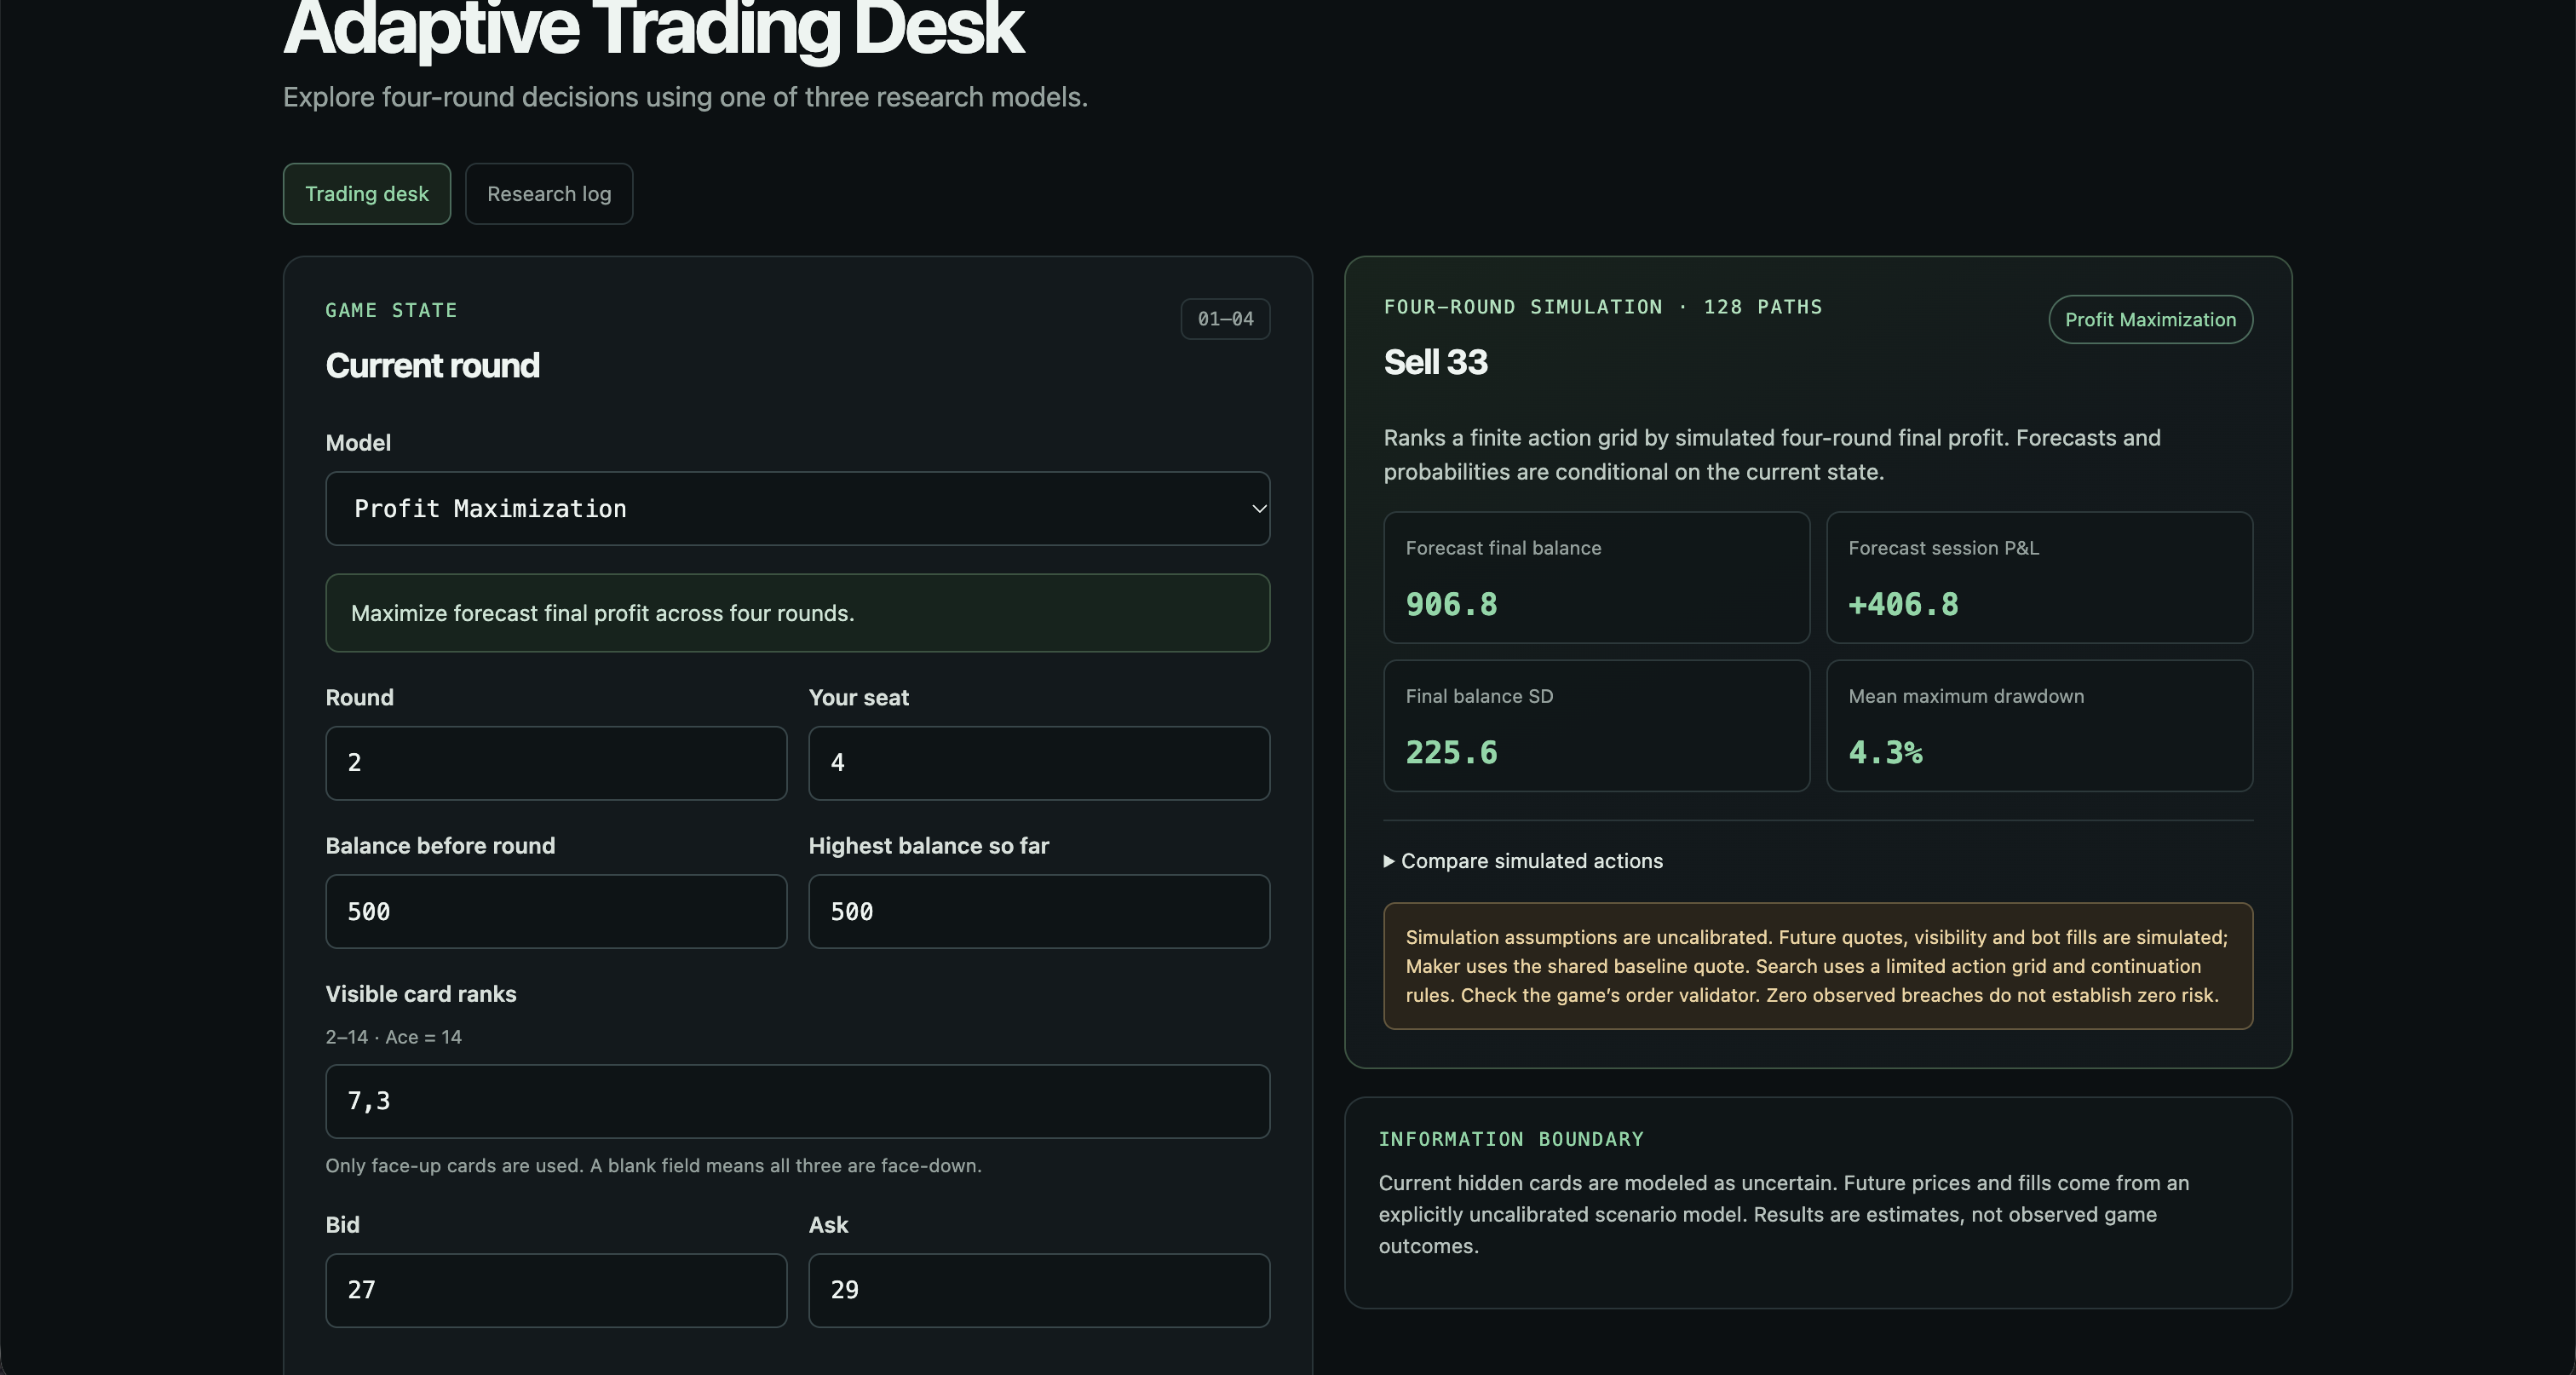 Adaptive Trading Desk
Explore four-round decisions using one of three research models.
Trading desk
Research log
GAME STATE
01–04
Current round
Model
Profit Maximization
Maximize forecast final profit across four rounds.
Round
Your seat
2
4
Balance before round
Highest balance so far
500
500
Visible card ranks
2–14 · Ace = 14
7,3
Only face-up cards are used. A blank field means all three are face-down.
Bid
Ask
27
29
FOUR-ROUND SIMULATION · 128 PATHS
Profit Maximization
Sell 33
Ranks a finite action grid by simulated four-round final profit. Forecasts and
probabilities are conditional on the current state.
Forecast final balance
906.8
Forecast session P&L
+406.8
Final balance SD
225.6
Mean maximum drawdown
4.3%
Compare simulated actions
Simulation assumptions are uncalibrated. Future quotes, visibility and bot fills are simulated;
Maker uses the shared baseline quote. Search uses a limited action grid and continuation
rules. Check the game’s order validator. Zero observed breaches do not establish zero risk.
INFORMATION BOUNDARY
Current hidden cards are modeled as uncertain. Future prices and fills come from an
explicitly uncalibrated scenario model. Results are estimates, not observed game
outcomes.